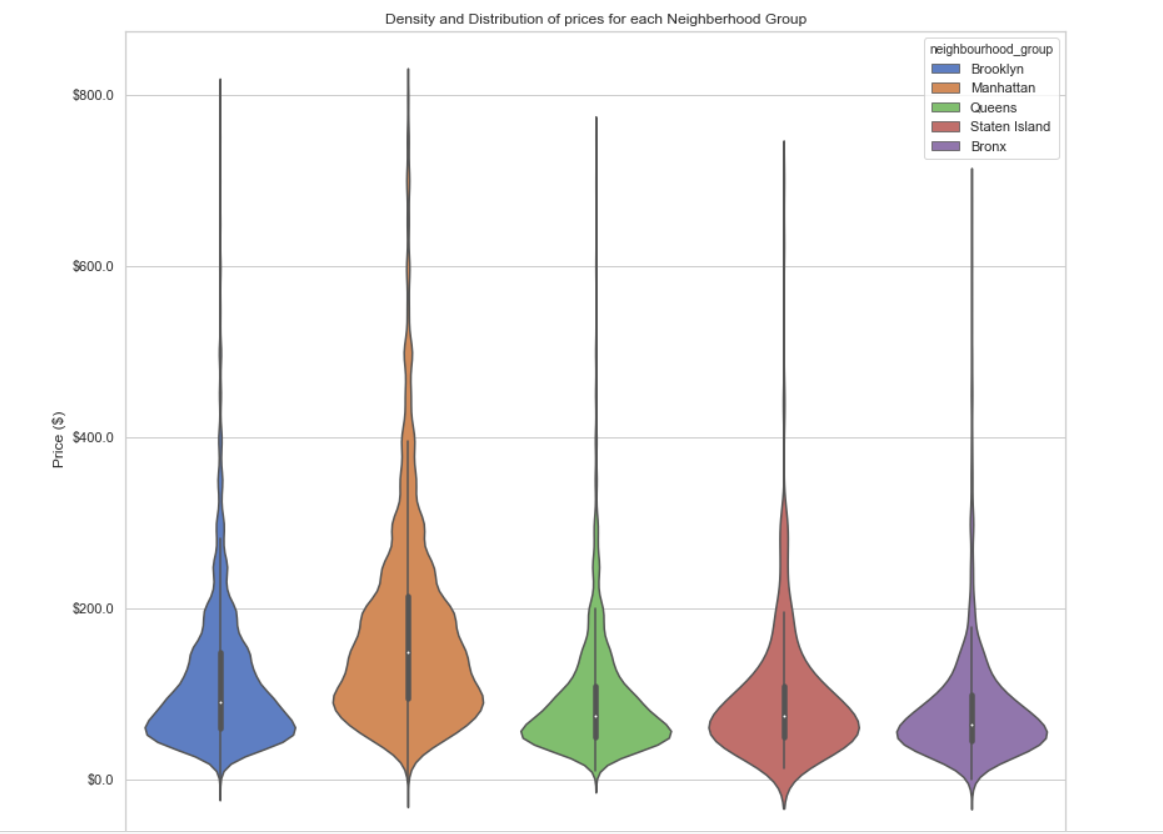 Density and Distribution of prices for each Neighberhood Group
neighbourhood_group
Brooklyn
Manhattan
Queens
Staten Island
Bronx
$800.0
$600.0
$400.0
$200.0
$0.0
Price ($)